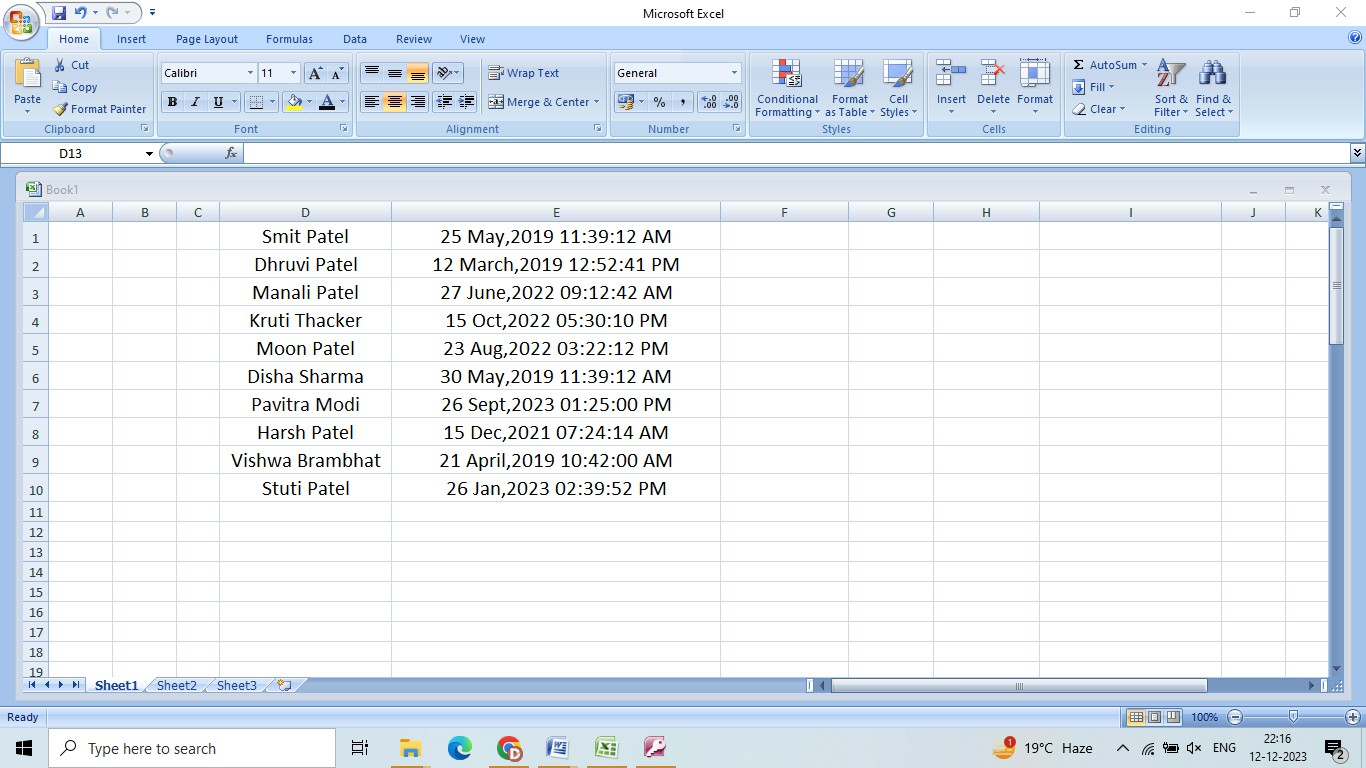 Microsoft Excel
Home Insert Page Layout Formulas Data Review View
Cut
Calibri 11 A A Wrap Text General Σ AutoSum
Copy
Paste Format Painter B I U A Merge & Center % , .00 .0 Conditional Formatting Format as Table Cell Styles Insert Delete Format Fill Clear Sort & Filter Find & Select
Clipboard Font Alignment Number Styles Cells Editing
D13 fx
Book1
A B C D E F G H I J K
1 Smit Patel 25 May,2019 11:39:12 AM
2 Dhruvi Patel 12 March,2019 12:52:41 PM
3 Manali Patel 27 June,2022 09:12:42 AM
4 Kruti Thacker 15 Oct,2022 05:30:10 PM
5 Moon Patel 23 Aug,2022 03:22:12 PM
6 Disha Sharma 30 May,2019 11:39:12 AM
7 Pavitra Modi 26 Sept,2023 01:25:00 PM
8 Harsh Patel 15 Dec,2021 07:24:14 AM
9 Vishwa Brambhat 21 April,2019 10:42:00 AM
10 Stuti Patel 26 Jan,2023 02:39:52 PM
11
12
13
14
15
16
17
18
19
Sheet1 Sheet2 Sheet3
Ready 100%
Type here to search 1 19°C Haze ENG 22:16 2
12-12-2023